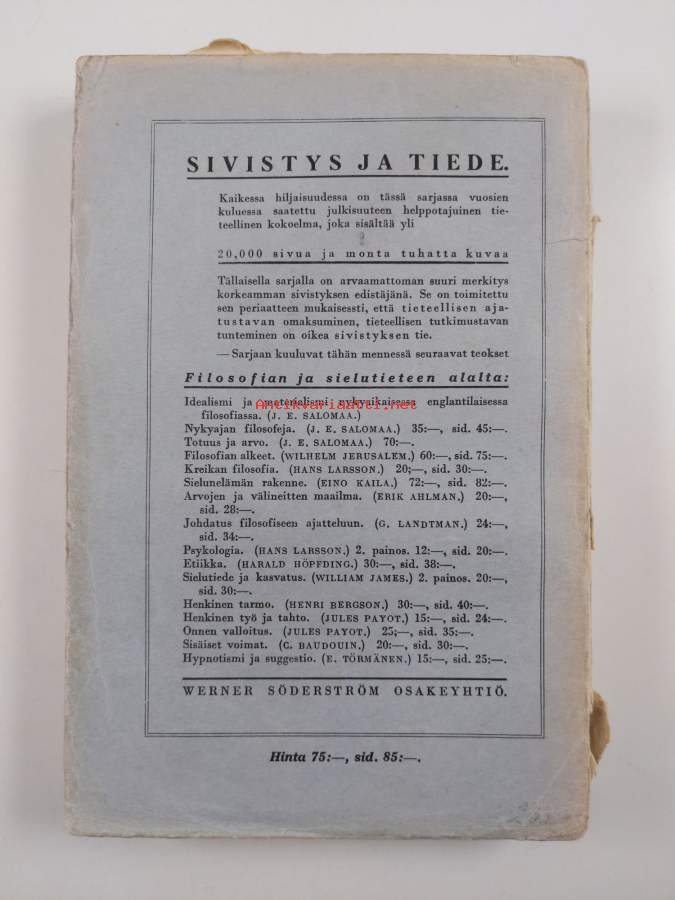 SIVISTYS JA TIEDE.
Kaikessa hiljaisuudessa on tässä sarjassa vuosien
kuluessa saatettu julkisuuteen helppotajuinen tie-
teellinen kokoelma, joka sisältää yli
20,000 sivua ja monta tuhatta kuvaa
Tällaisella sarjalla on arvaamattoman suuri merkitys
korkeamman sivistyksen edistäjänä. Se on toimitettu
sen periaatteen mukaisessti, että tieteellisen aja-
tustavan omaksuminen, tieteellisen tutkimustavan
tunteminen on oikea sivistyksen tie.
— Sarjaan kuuluvat tähän mennessä seuraavat teokset
Filosofian ja sielutieteen alalta:
Idealismi ja materialismi nykyaikaisessa englantilaisessa
filosofiassa. (J. E. SALOMAA.)
Antikvariaatti.net
Nykyajan filosofeja. (J. E. SALOMAA.) 35:—, sid. 45:—.
Totuus ja arvo. (J. E. SALOMAA.) 70:—.
Filosofian alkeet. (WILHELM JERUSALEM.) 60:—, sid. 75:—.
Kreikan filosofia. (HANS LARSSON.) 20;—, sid. 30:—.
Sielunelämän rakenne. (EINO KAILA.) 72:—, sid. 82:—.
Arvojen ja välineitten maailma. (ERIK AHLMAN.) 20:—,
sid. 28:—.
Johdatus filosofiseen ajatteluun. (G. LANDTMAN.) 24:—,
sid. 34:—.
Psykologia. (HANS LARSSON.) 2. painos. 12:—, sid. 20:—.
Etiikka. (HARALD HÖPFDING.) 30:—, sid. 38:—.
Sielutiede ja kasvatus. (WILLIAM JAMES.) 2. painos. 20:—,
sid. 30:—.
Henkinen tarmo. (HENRI BERGSON.) 30:—, sid. 40:—.
Henkinen työ ja tahto. (JULES PAYOT.) 15:—, sid. 24:—.
Onnen valloitus. (JULES PAYOT.) 25;—, sid. 35:—.
Sisäiset voimat. (C. BAUDOUIN.) 20:—, sid. 30:—.
Hypnotismi ja suggestio. (E. TÖRMÄNEN.) 15:—, sid. 25:—.
WERNER SÖDERSTRÖM OSAKEYHTIÖ.
Hinta 75:—, sid. 85:—.